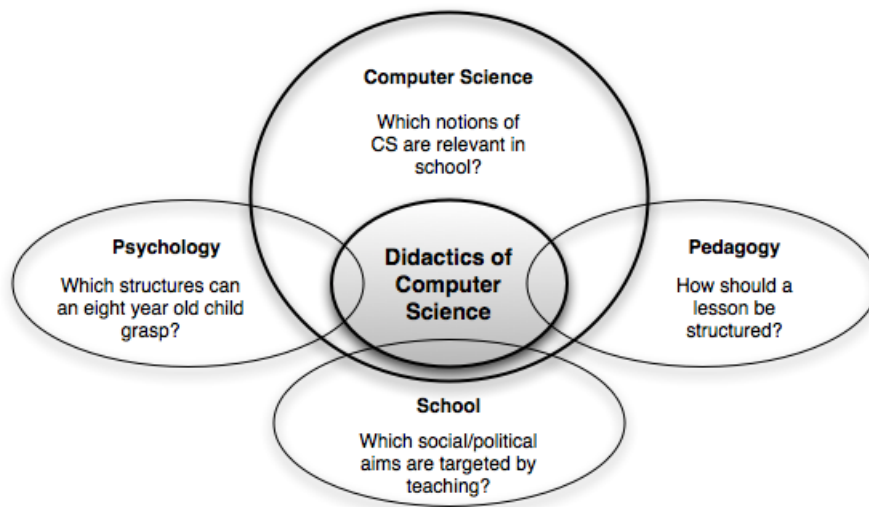 Computer Science
Which notions of
CS are relevant in
school?
Psychology
Which structures can
an eight year old child
grasp?
Didactics of
Computer
Science
Pedagogy
How should a
lesson be
structured?
School
Which social/political
aims are targeted by
teaching?